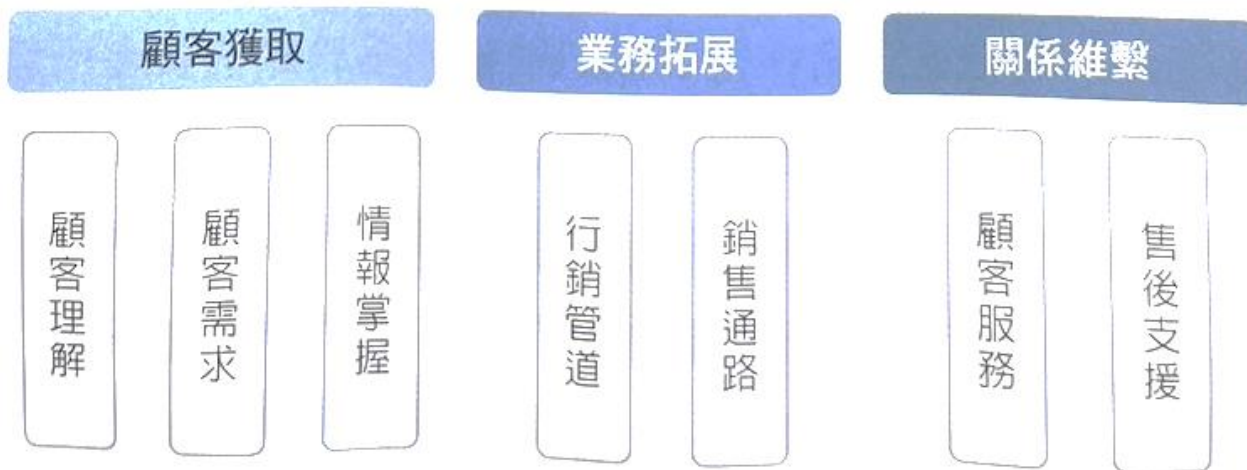 顧客獲取
業務拓展
關係維繫
顧客理解
顧客需求
情報掌握
行銷管道
銷售通路
顧客服務
售後支援